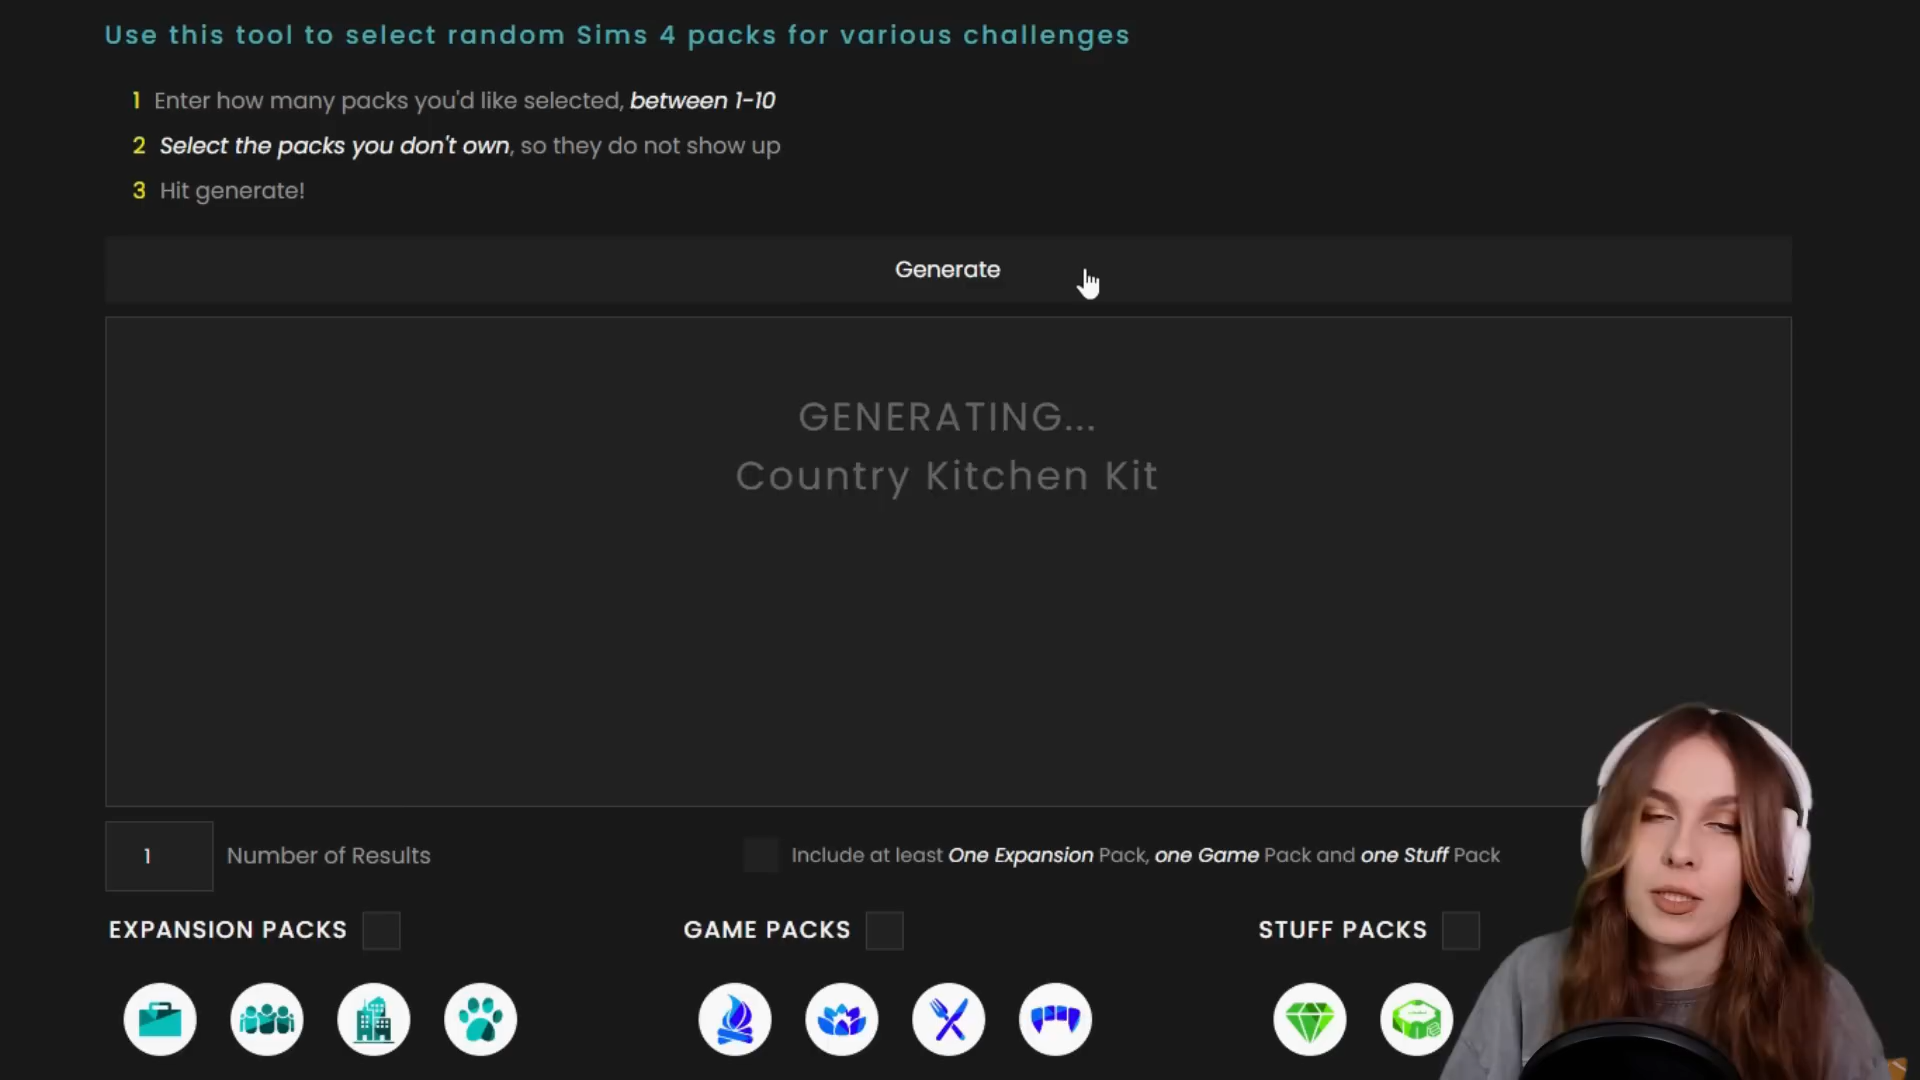 Use this tool to select random Sims 4 packs for various challenges
1 Enter how many packs you'd like selected, between 1-10
2 Select the packs you don't own, so they do not show up
3 Hit generate!
Generate
GENERATING...
Country Kitchen Kit
1 Number of Results
Include at least One Expansion Pack, one Game Pack and one Stuff Pack
EXPANSION PACKS
GAME PACKS
STUFF PACKS